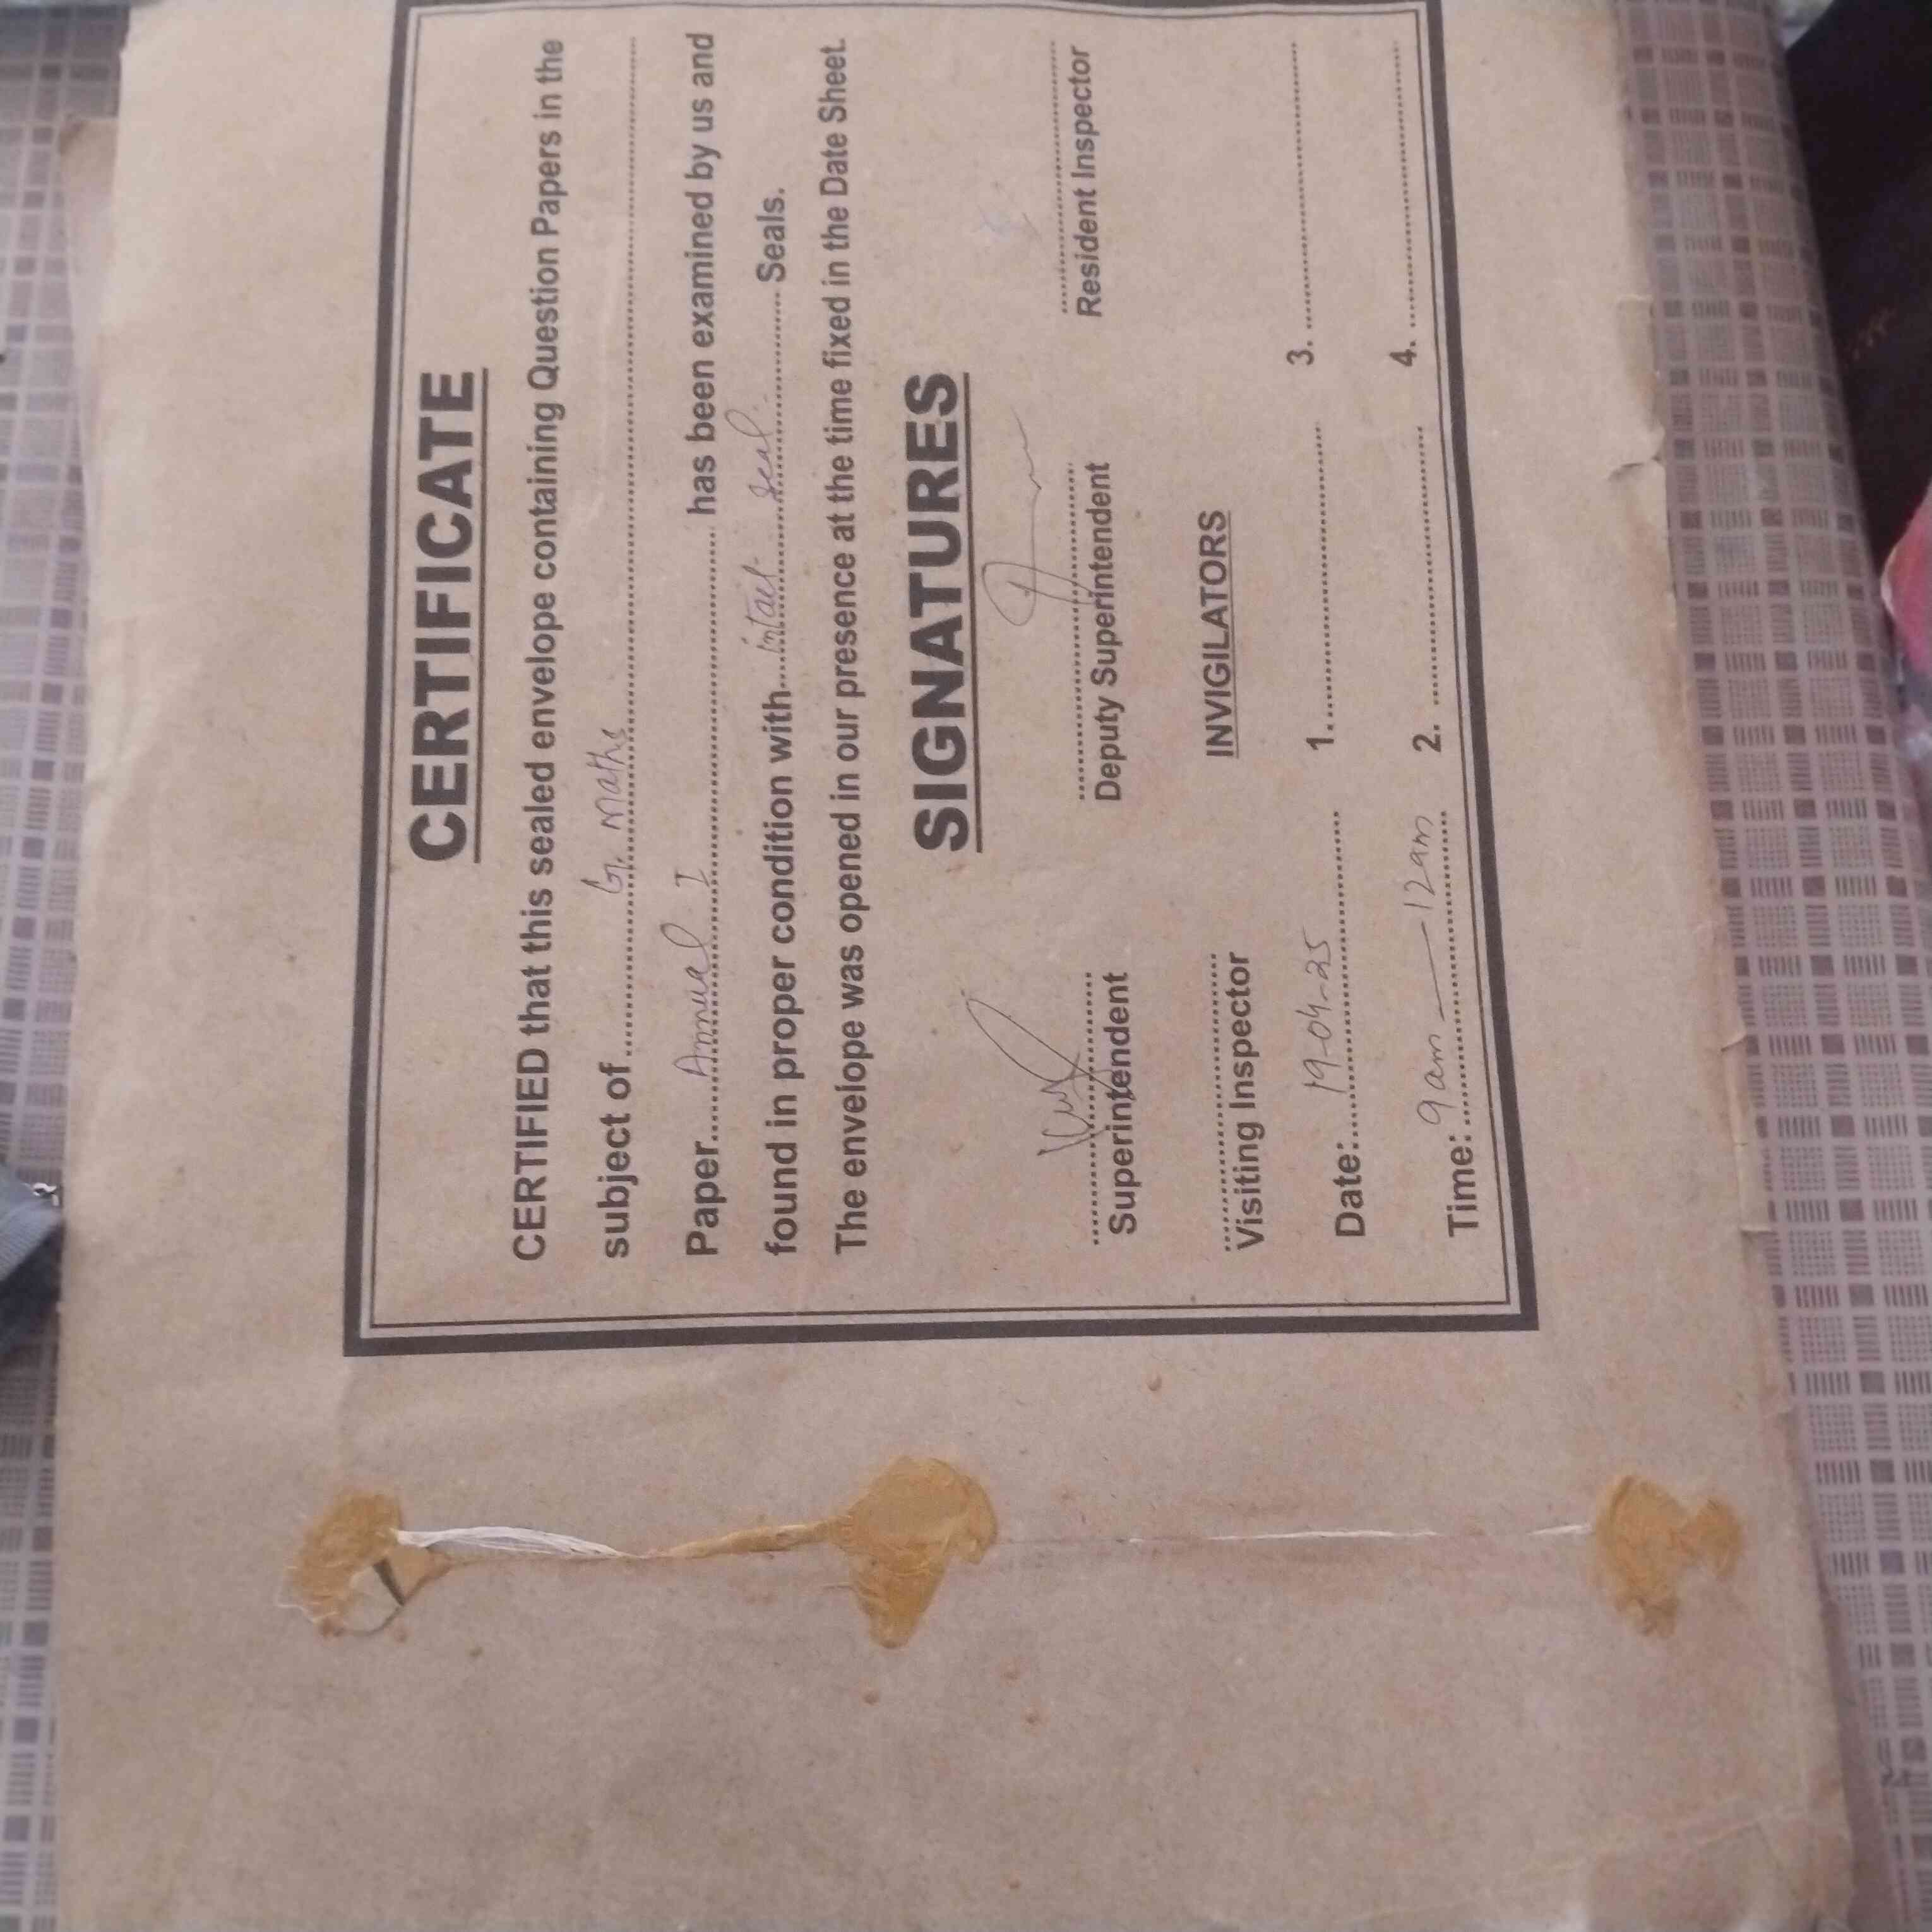 CERTIFICATE
CERTIFIED that this sealed envelope containing Question Papers in the
subject of G. Maths
Paper Annual I has been examined by us and
found in proper condition with intact seal Seals.
The envelope was opened in our presence at the time fixed in the Date Sheet.
SIGNATURES
Superintendent Deputy Superintendent Resident Inspector
Visiting Inspector INVIGILATORS
Date: 19-04-25 1. 3.
Time: 9am — 12am 2. 4.